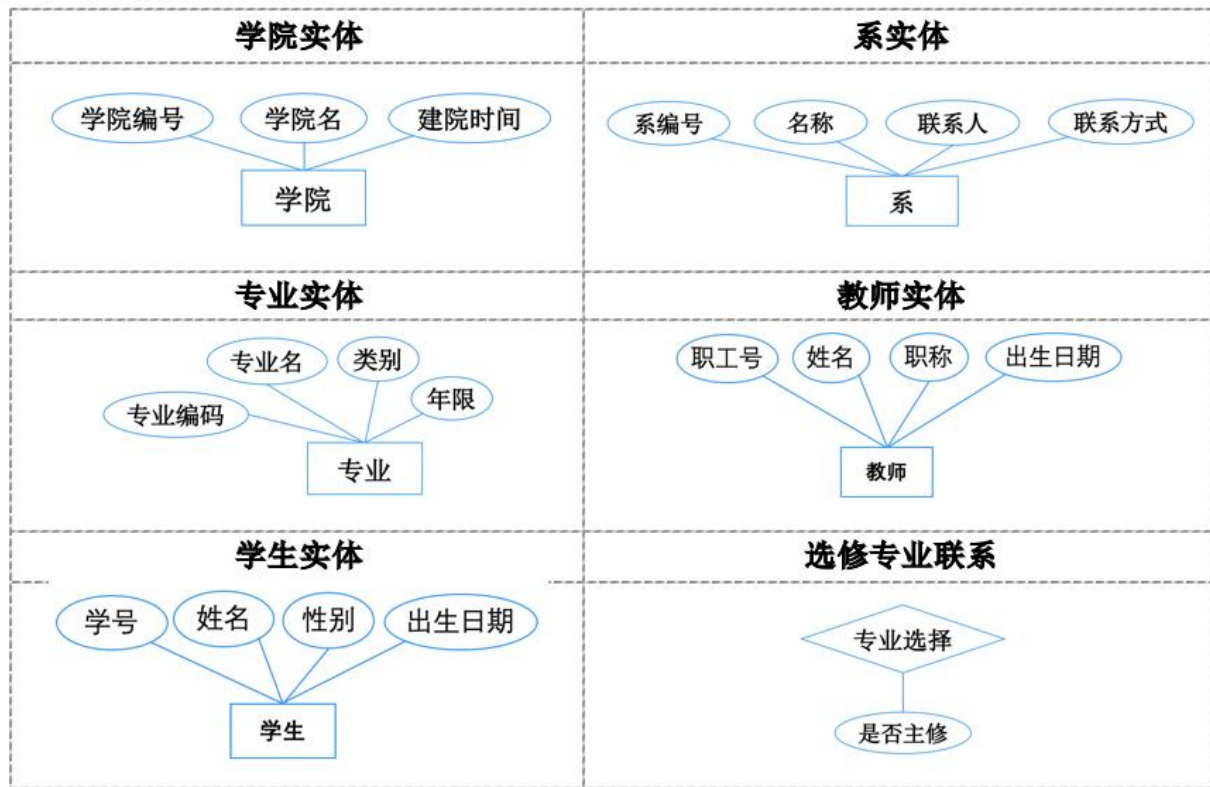 学院实体
系实体
学院编号 学院名 建院时间
学院
系编号 名称 联系人 联系方式
系
专业实体
教师实体
专业名 类别
专业编码 年限
专业
职工号 姓名 职称 出生日期
教师
学生实体
选修专业联系
学号 姓名 性别 出生日期
学生
专业选择
是否主修